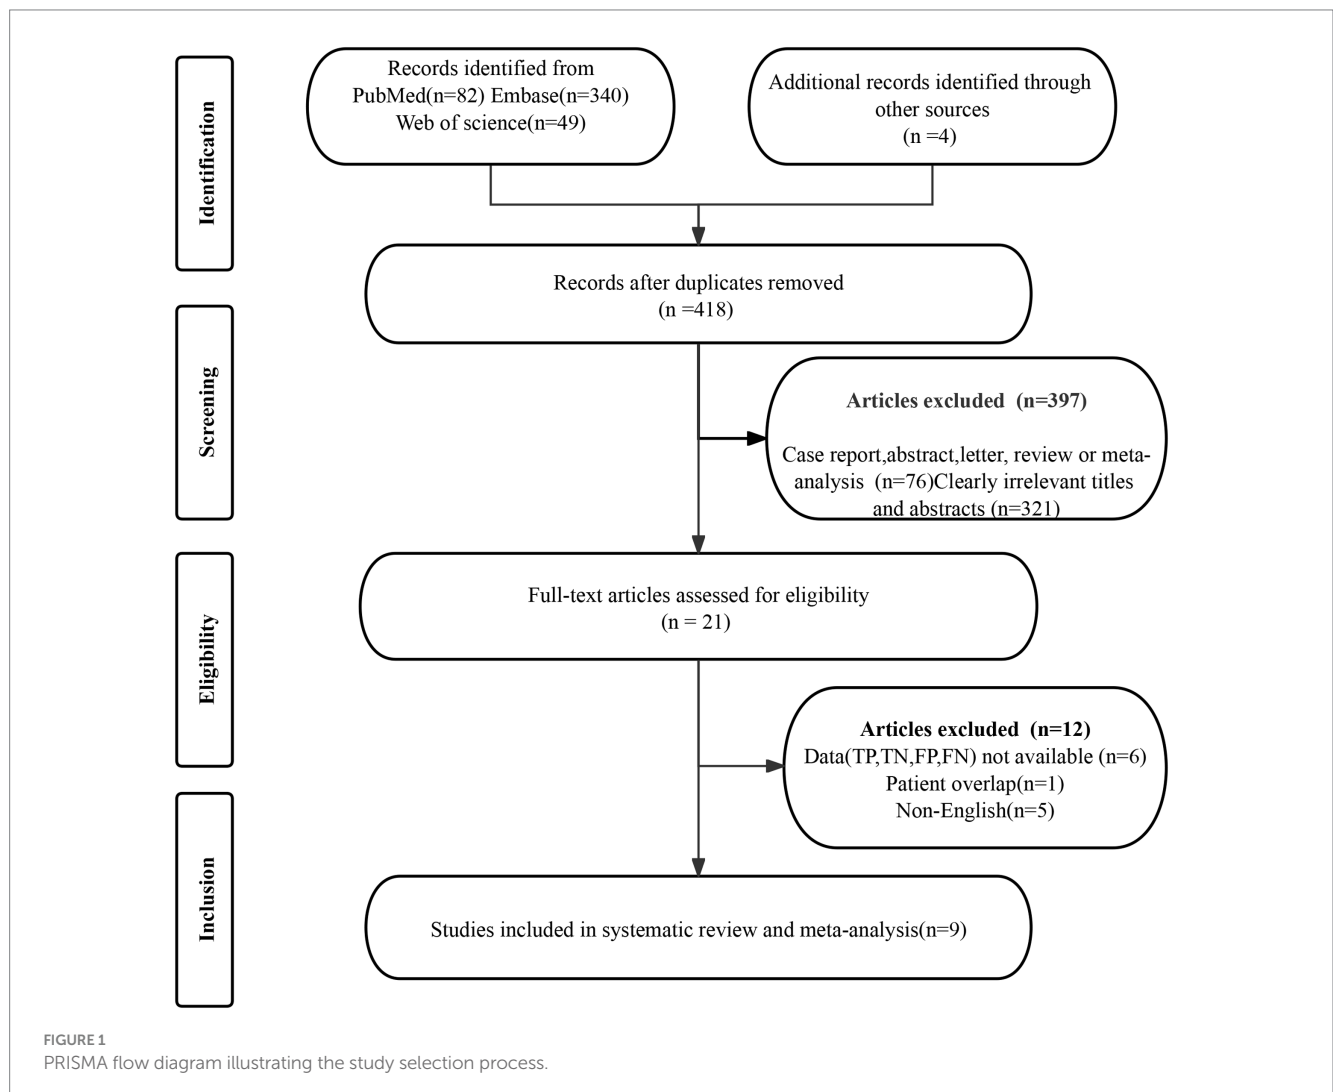 Identification
Records identified from
PubMed(n=82) Embase(n=340)
Web of science(n=49)
Additional records identified through
other sources
(n =4)
Records after duplicates removed
(n =418)
Screening
Articles excluded (n=397)
Case report,abstract,letter, review or meta-
analysis (n=76)Clearly irrelevant titles
and abstracts (n=321)
Eligibility
Full-text articles assessed for eligibility
(n = 21)
Articles excluded (n=12)
Data(TP,TN,FP,FN) not available (n=6)
Patient overlap(n=1)
Non-English(n=5)
Inclusion
Studies included in systematic review and meta-analysis(n=9)
FIGURE 1
PRISMA flow diagram illustrating the study selection process.